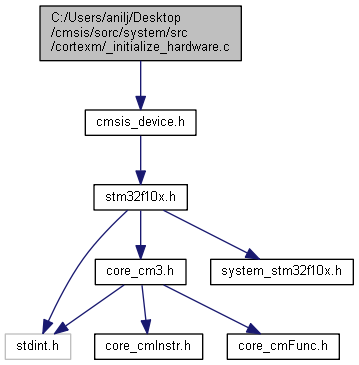 C:/Users/anilj/Desktop
/cmsis/sorc/system/src
/cortexm/_initialize_hardware.c
cmsis_device.h
stm32f10x.h
core_cm3.h
system_stm32f10x.h
stdint.h
core_cmInstr.h
core_cmFunc.h